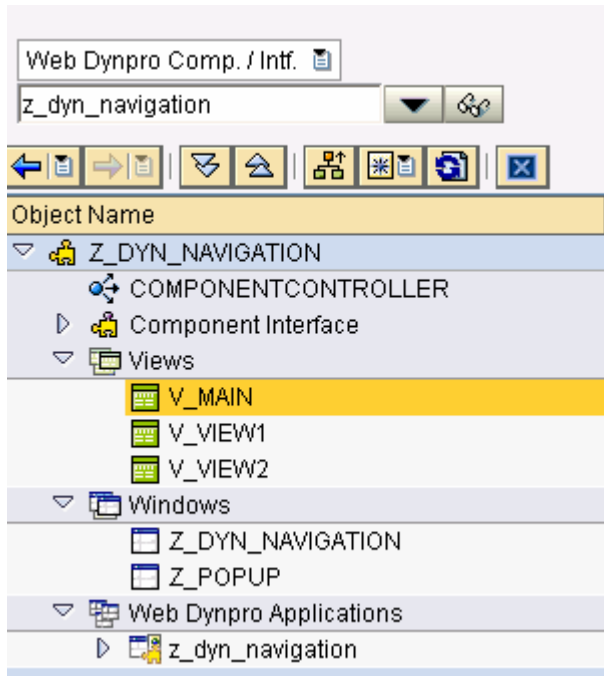 Web Dynpro Comp. / Intf.
z_dyn_navigation
Object Name
Z_DYN_NAVIGATION
COMPONENTCONTROLLER
Component Interface
Views
V_MAIN
V_VIEW1
V_VIEW2
Windows
Z_DYN_NAVIGATION
Z_POPUP
Web Dynpro Applications
z_dyn_navigation